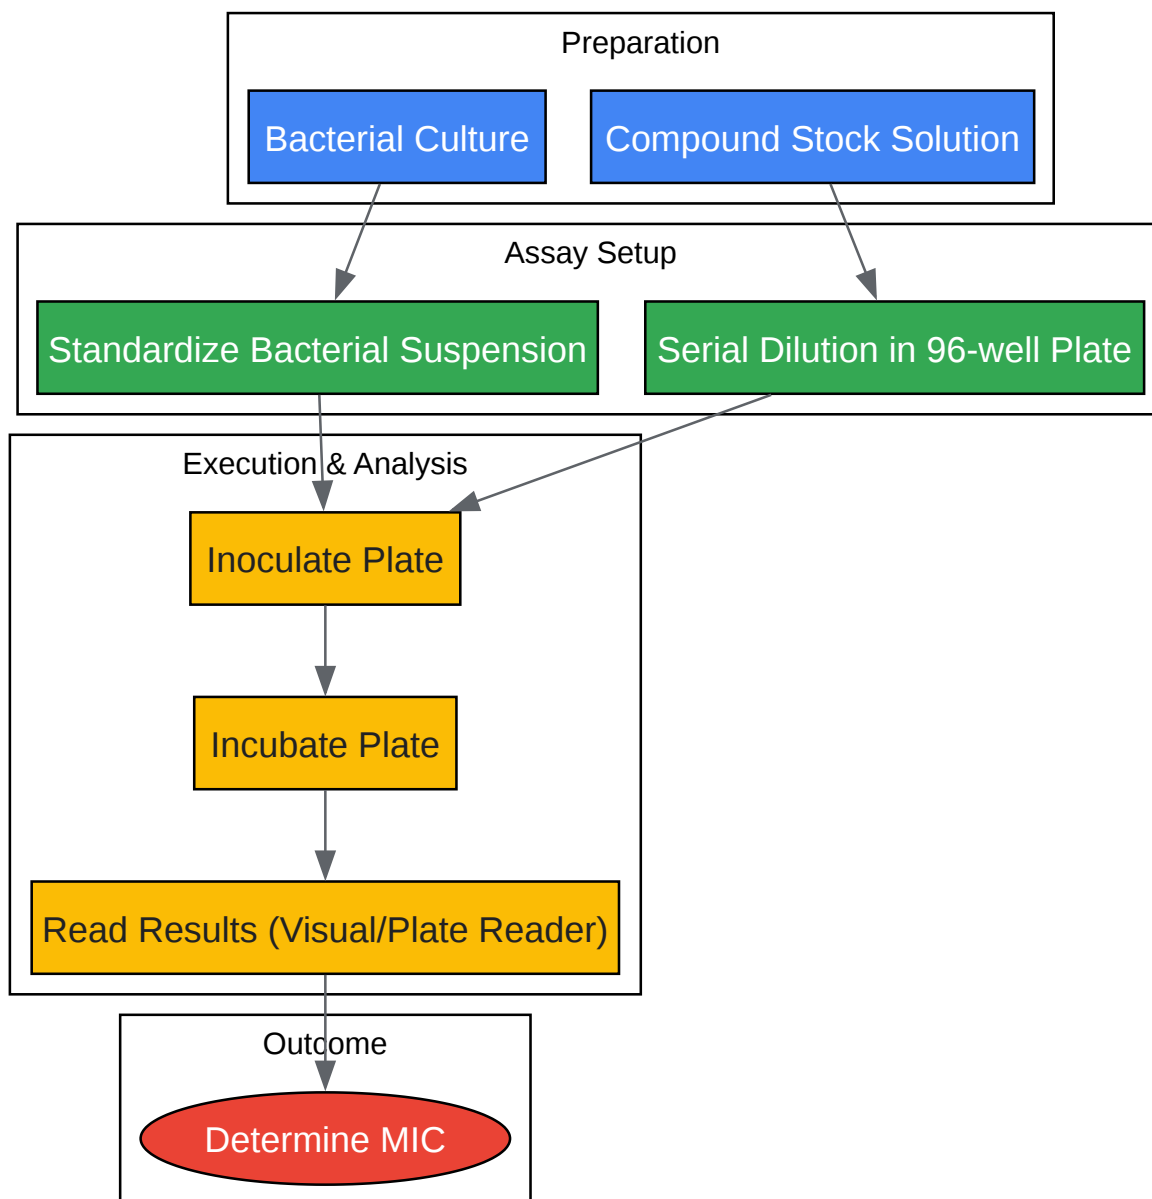 Preparation
Bacterial Culture
Compound Stock Solution
Assay Setup
Standardize Bacterial Suspension
Serial Dilution in 96-well Plate
Execution & Analysis
Inoculate Plate
Incubate Plate
Read Results (Visual/Plate Reader)
Outcome
Determine MIC